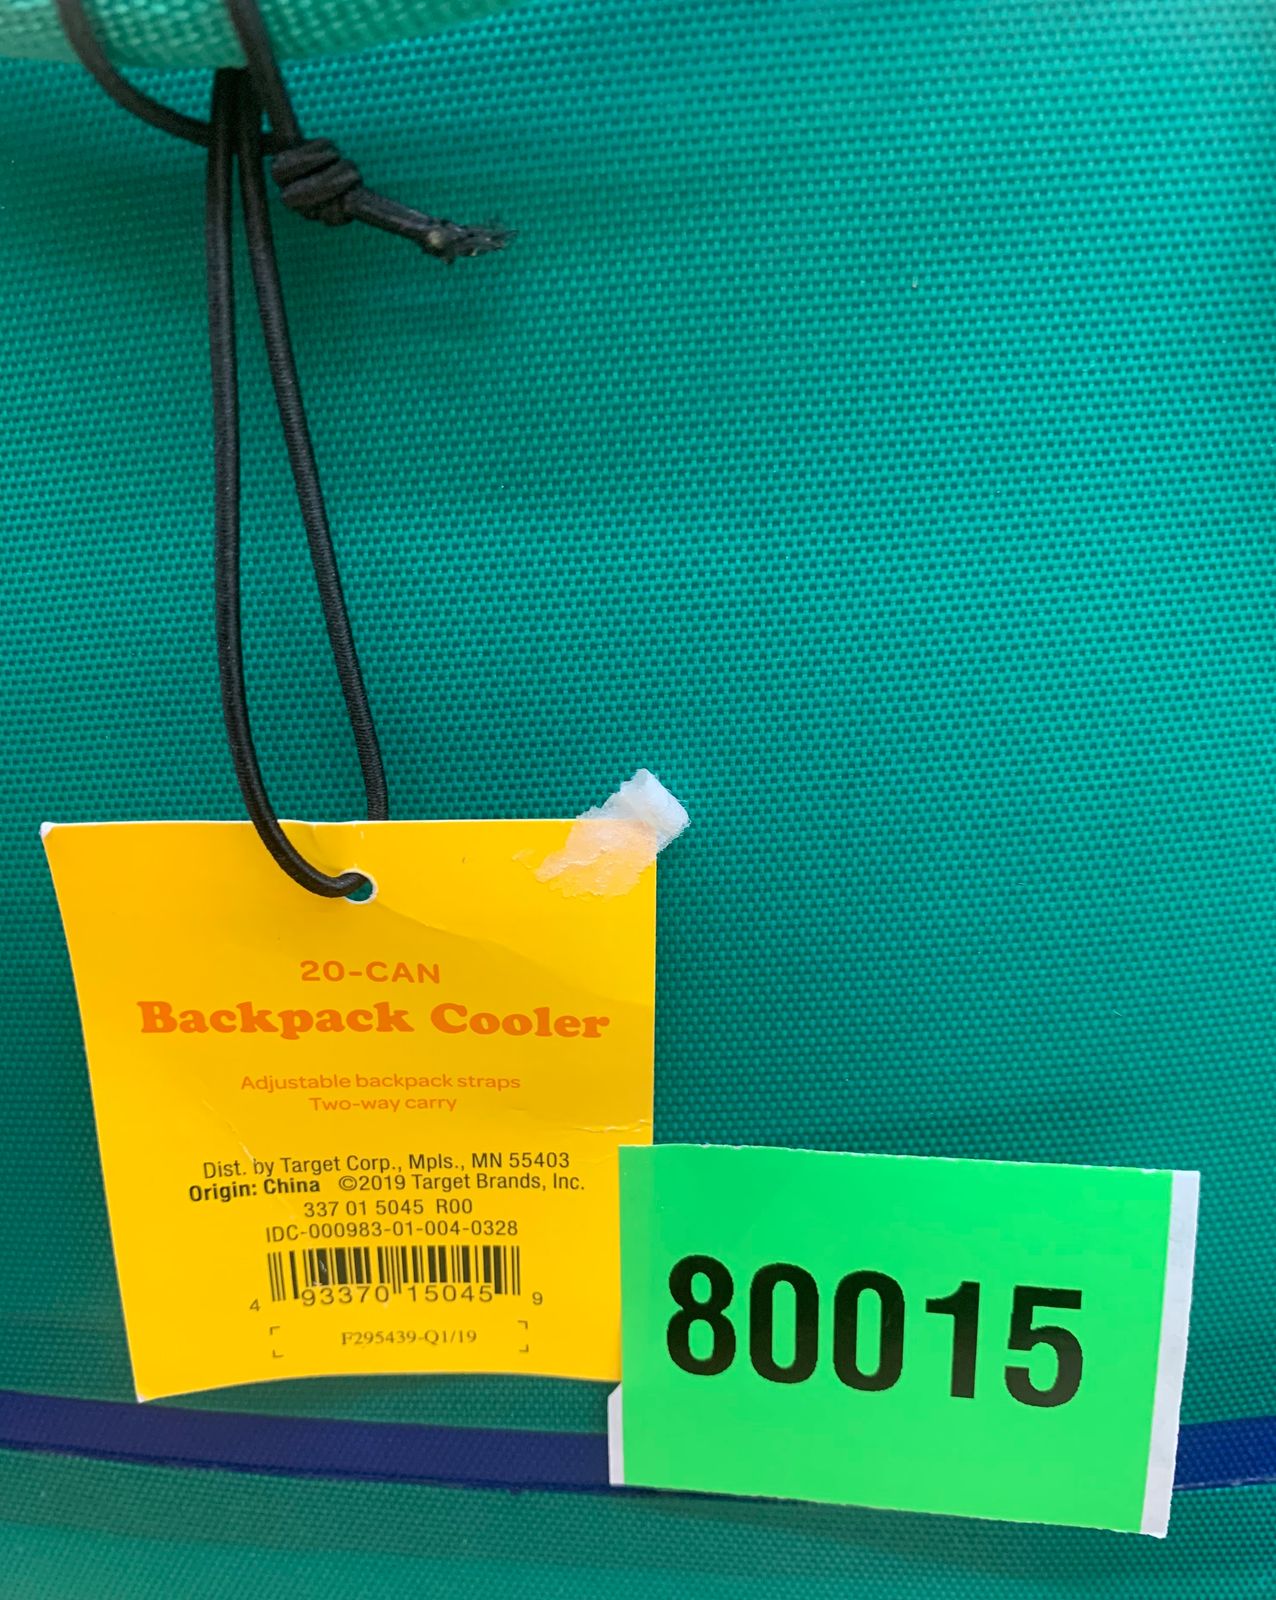 20-CAN
Backpack Cooler
Adjustable backpack straps
Two-way carry
Dist. by Target Corp., Mpls., MN 55403
Origin: China ©2019 Target Brands, Inc.
337 01 5045 R00
IDC-000983-01-004-0328
4 93370 15045 9
F295439-Q1/19
80015